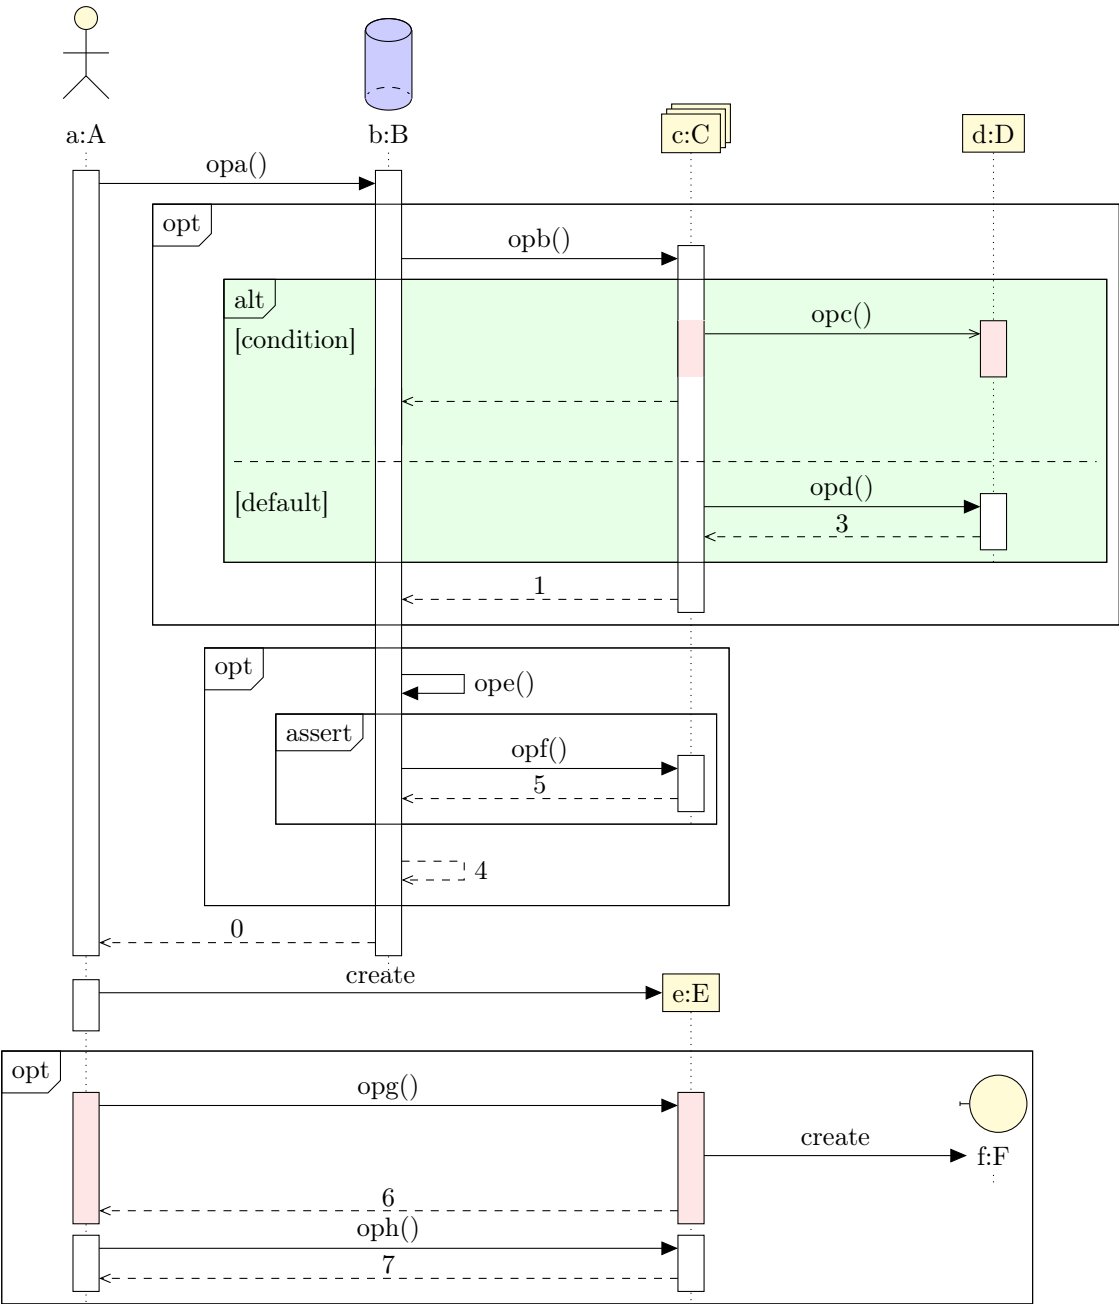 a:A
b:B
c:C
d:D
opa()
opt
opb()
alt
opc()
[condition]
opd()
[default]
3
1
opt
ope()
assert
opf()
5
4
0
create
e:E
opt
opg()
create
f:F
6
oph()
7